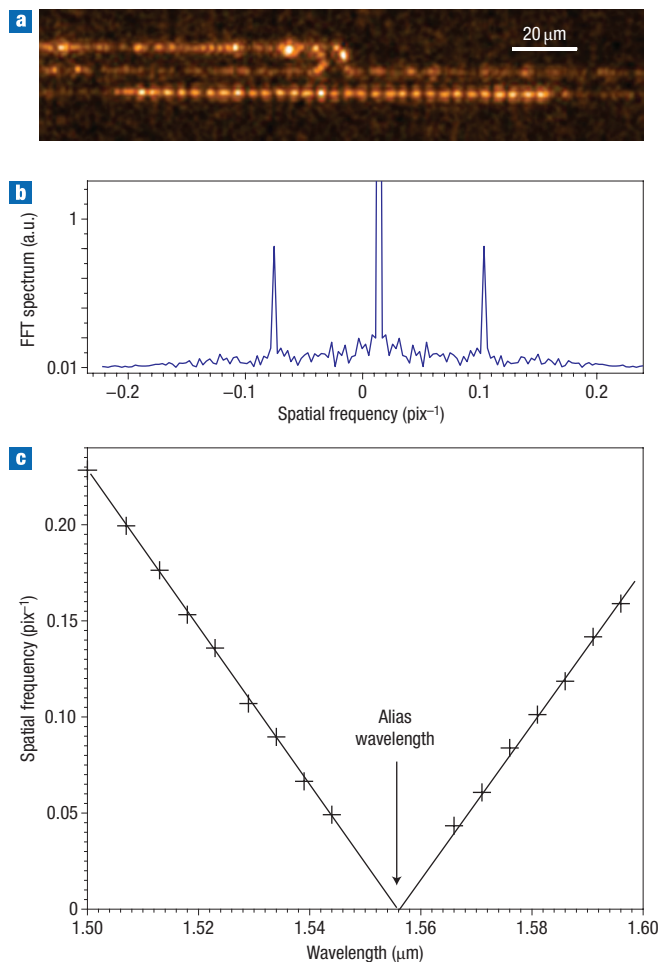 a
20 µm
b
FFT spectrum (a.u.)
1
0.01
−0.2 −0.1 0 0.1 0.2
Spatial frequency (pix⁻¹)
c
Spatial frequency (pix⁻¹)
0.20
0.15
0.10
0.05
0
Alias
wavelength
1.50 1.52 1.54 1.56 1.58 1.60
Wavelength (µm)